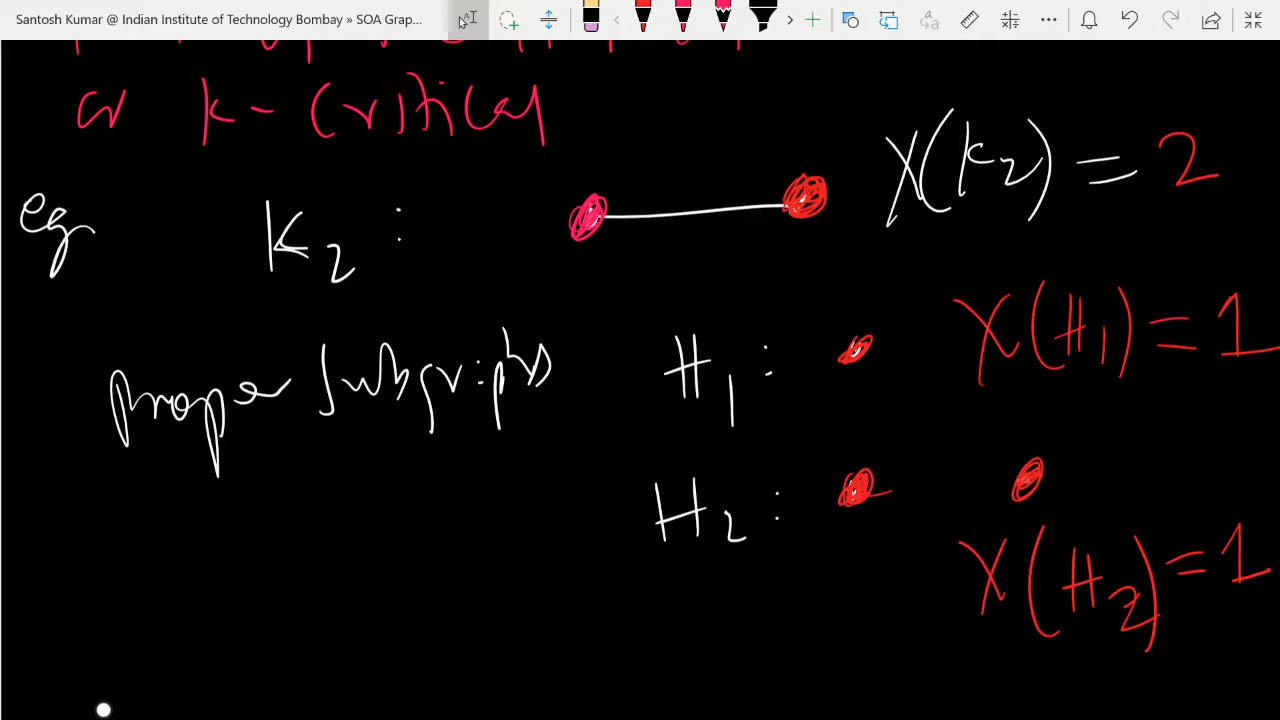 Santosh Kumar @ Indian Institute of Technology Bombay » SOA Grap...
or k-critical
eg K2 : χ(K2) = 2
proper subgraphs H1 : χ(H1) = 1
H2 :
χ(H2) = 1